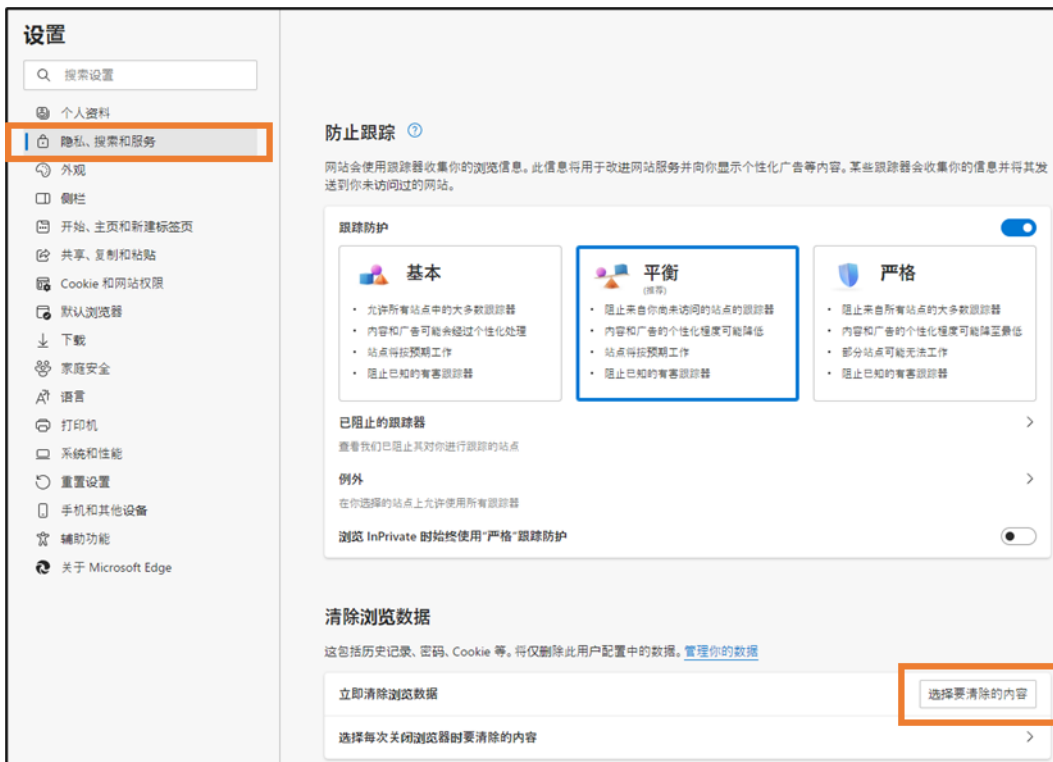 设置
搜索设置
个人资料
隐私、搜索和服务
外观
侧栏
开始、主页和新建标签页
共享、复制和粘贴
Cookie 和网站权限
默认浏览器
下载
家庭安全
语言
打印机
系统和性能
重置设置
手机和其他设备
辅助功能
关于 Microsoft Edge
防止跟踪
网站会使用跟踪器收集你的浏览信息。此信息将用于改进网站服务并向你显示个性化广告等内容。某些跟踪器会收集你的信息并将其发
送到你未访问过的网站。
跟踪防护
基本
• 允许所有站点中的大多数跟踪器
• 内容和广告可能会经过个性化处理
• 站点将按预期工作
• 阻止已知的有害跟踪器
平衡
(推荐)
• 阻止来自你尚未访问的站点的跟踪器
• 内容和广告的个性化程度可能降低
• 站点将按预期工作
• 阻止已知的有害跟踪器
严格
• 阻止来自所有站点的大多数跟踪器
• 内容和广告的个性化程度可能降至最低
• 部分站点可能无法工作
• 阻止已知的有害跟踪器
已阻止的跟踪器
查看我们已阻止其对你进行跟踪的站点
例外
在你选择的站点上允许使用所有跟踪器
浏览 InPrivate 时始终使用"严格"跟踪防护
清除浏览数据
这包括历史记录、密码、Cookie 等。将仅删除此用户配置中的数据。管理你的数据
立即清除浏览数据
选择要清除的内容
选择每次关闭浏览器时要清除的内容